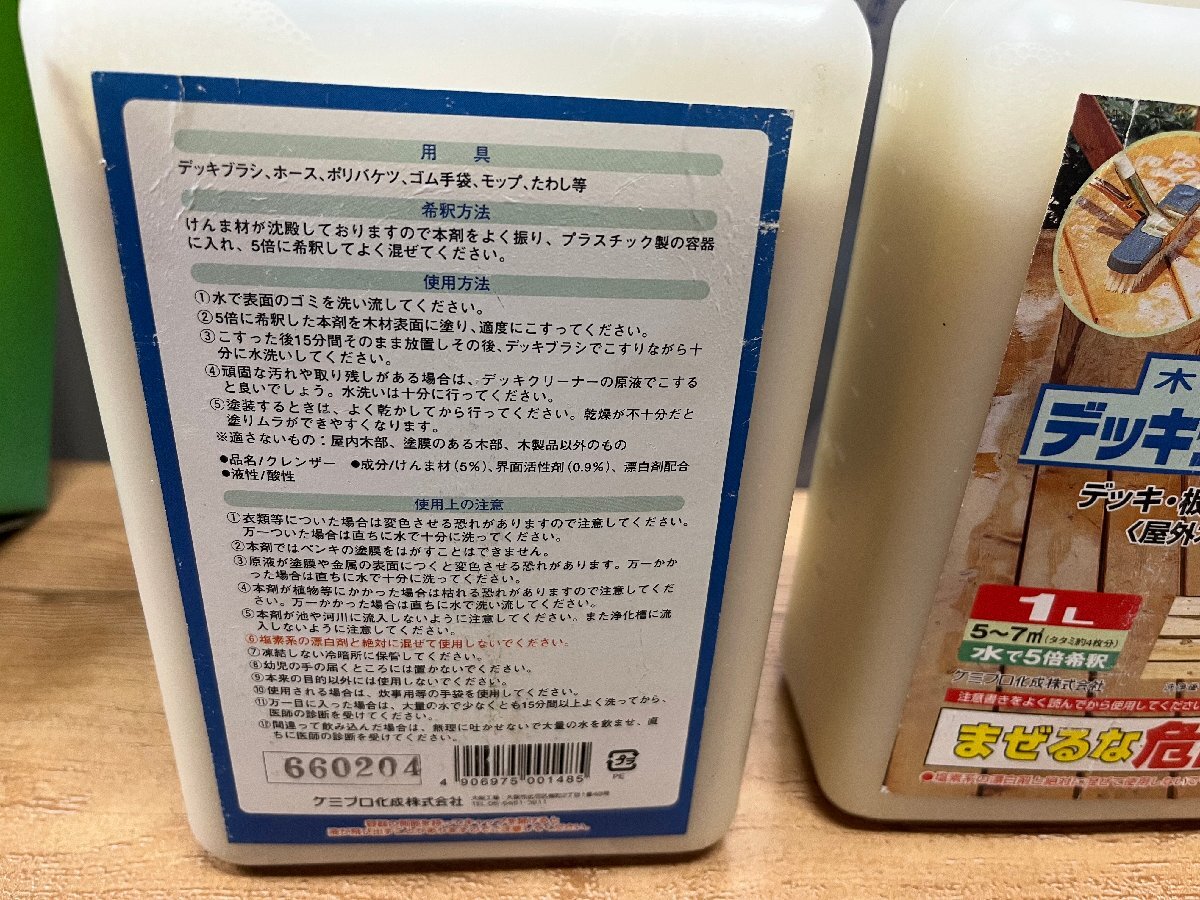 用 具
デッキブラシ、ホース、ポリバケツ、ゴム手袋、モップ、たわし等
希釈方法
けんま材が沈殿しておりますので本剤をよく振り、プラスチック製の容器
に入れ、5倍に希釈してよく混ぜてください。
使用方法
①水で表面のゴミを洗い流してください。
②5倍に希釈した本剤を木材表面に塗り、適度にこすってください。
③こすった後15分間そのまま放置しその後、デッキブラシでこすりながら十
分に水洗いしてください。
④頑固な汚れや取り残しがある場合は、デッキクリーナーの原液でこする
と良いでしょう。水洗いは十分に行ってください。
⑤塗装するときは、よく乾かしてから行ってください。乾燥が不十分だと
塗りムラができやすくなります。
※適さないもの：屋内木部、塗膜のある木部、木製品以外のもの
●品名/クレンザー ●成分/けんま材(5%)、界面活性剤(0.9%)、漂白剤配合
●液性/酸性
使用上の注意
①衣類等についた場合は変色させる恐れがありますので注意してください。
万一ついた場合は直ちに水で十分に洗ってください。
②本剤ではペンキの塗膜をはがすことはできません。
③原液が塗膜や金属の表面につくと変色させる恐れがあります。万一かか
った場合は直ちに水で十分に洗ってください。
④本剤が植物等にかかった場合は枯れる恐れがありますので注意してくだ
さい。万一かかった場合は直ちに水で洗い流してください。
⑤本剤が池や河川に流入しないように注意してください。また浄化槽に流
入しないように注意してください。
⑥塩素系の漂白剤と絶対に混ぜて使用しないでください。
⑦凍結しない冷暗所に保管してください。
⑧幼児の手の届くところには置かないでください。
⑨本来の目的以外には使用しないでください。
⑩使用される場合は、炊事用等の手袋を使用してください。
⑪万一目に入った場合は、大量の水で少なくとも15分間以上よく洗ってから、
医師の診断を受けてください。
⑫間違って飲み込んだ場合は、無理に吐かせないで大量の水を飲ませ、直
ちに医師の診断を受けてください。
660204
4 906975 001485
PE
ケミプロ化成株式会社
木
デッキ
デッキ・板
〈屋外
1L
5〜7㎡(タタミ約4枚分)
水で5倍希釈
ケミプロ化成株式会社
注意書きをよく読んでから使用してくださ
まぜるな危